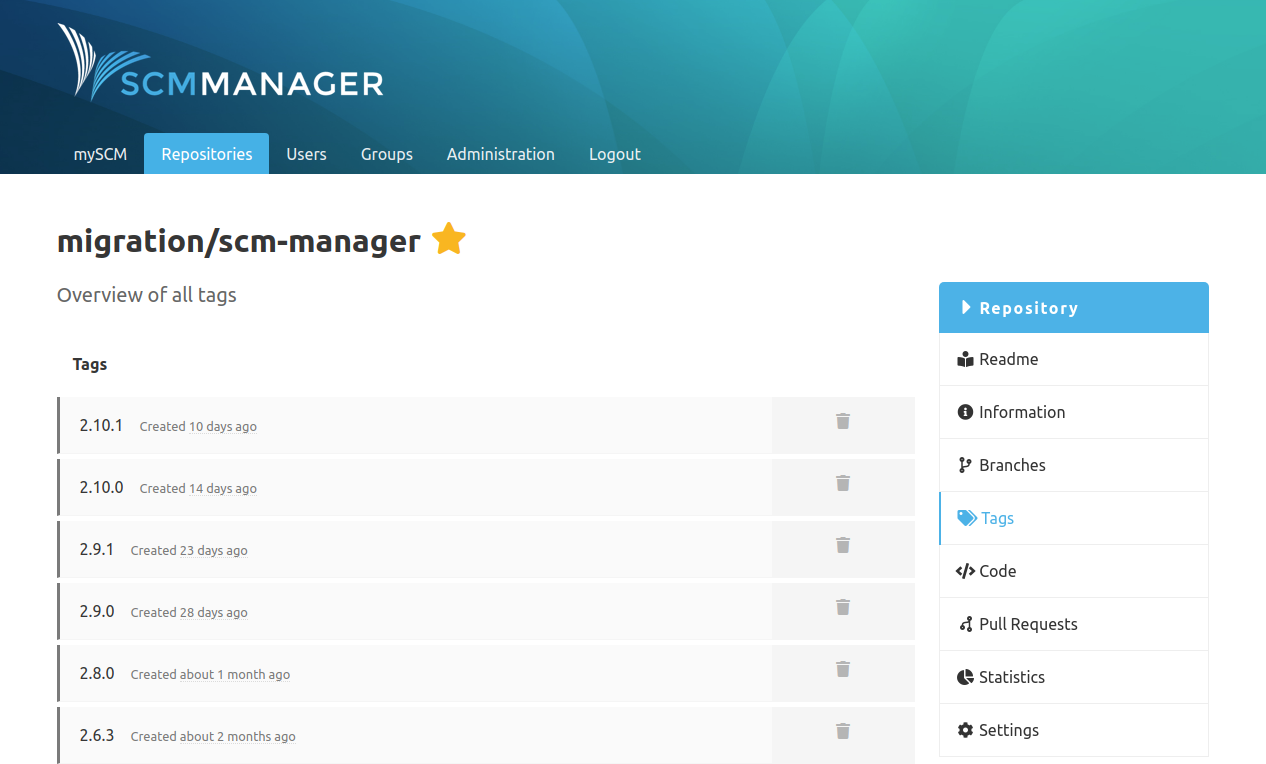 SCMMANAGER
mySCM Repositories Users Groups Administration Logout
migration/scm-manager
Overview of all tags
Tags
2.10.1 Created 10 days ago
2.10.0 Created 14 days ago
2.9.1 Created 23 days ago
2.9.0 Created 28 days ago
2.8.0 Created about 1 month ago
2.6.3 Created about 2 months ago
Repository
Readme
Information
Branches
Tags
Code
Pull Requests
Statistics
Settings